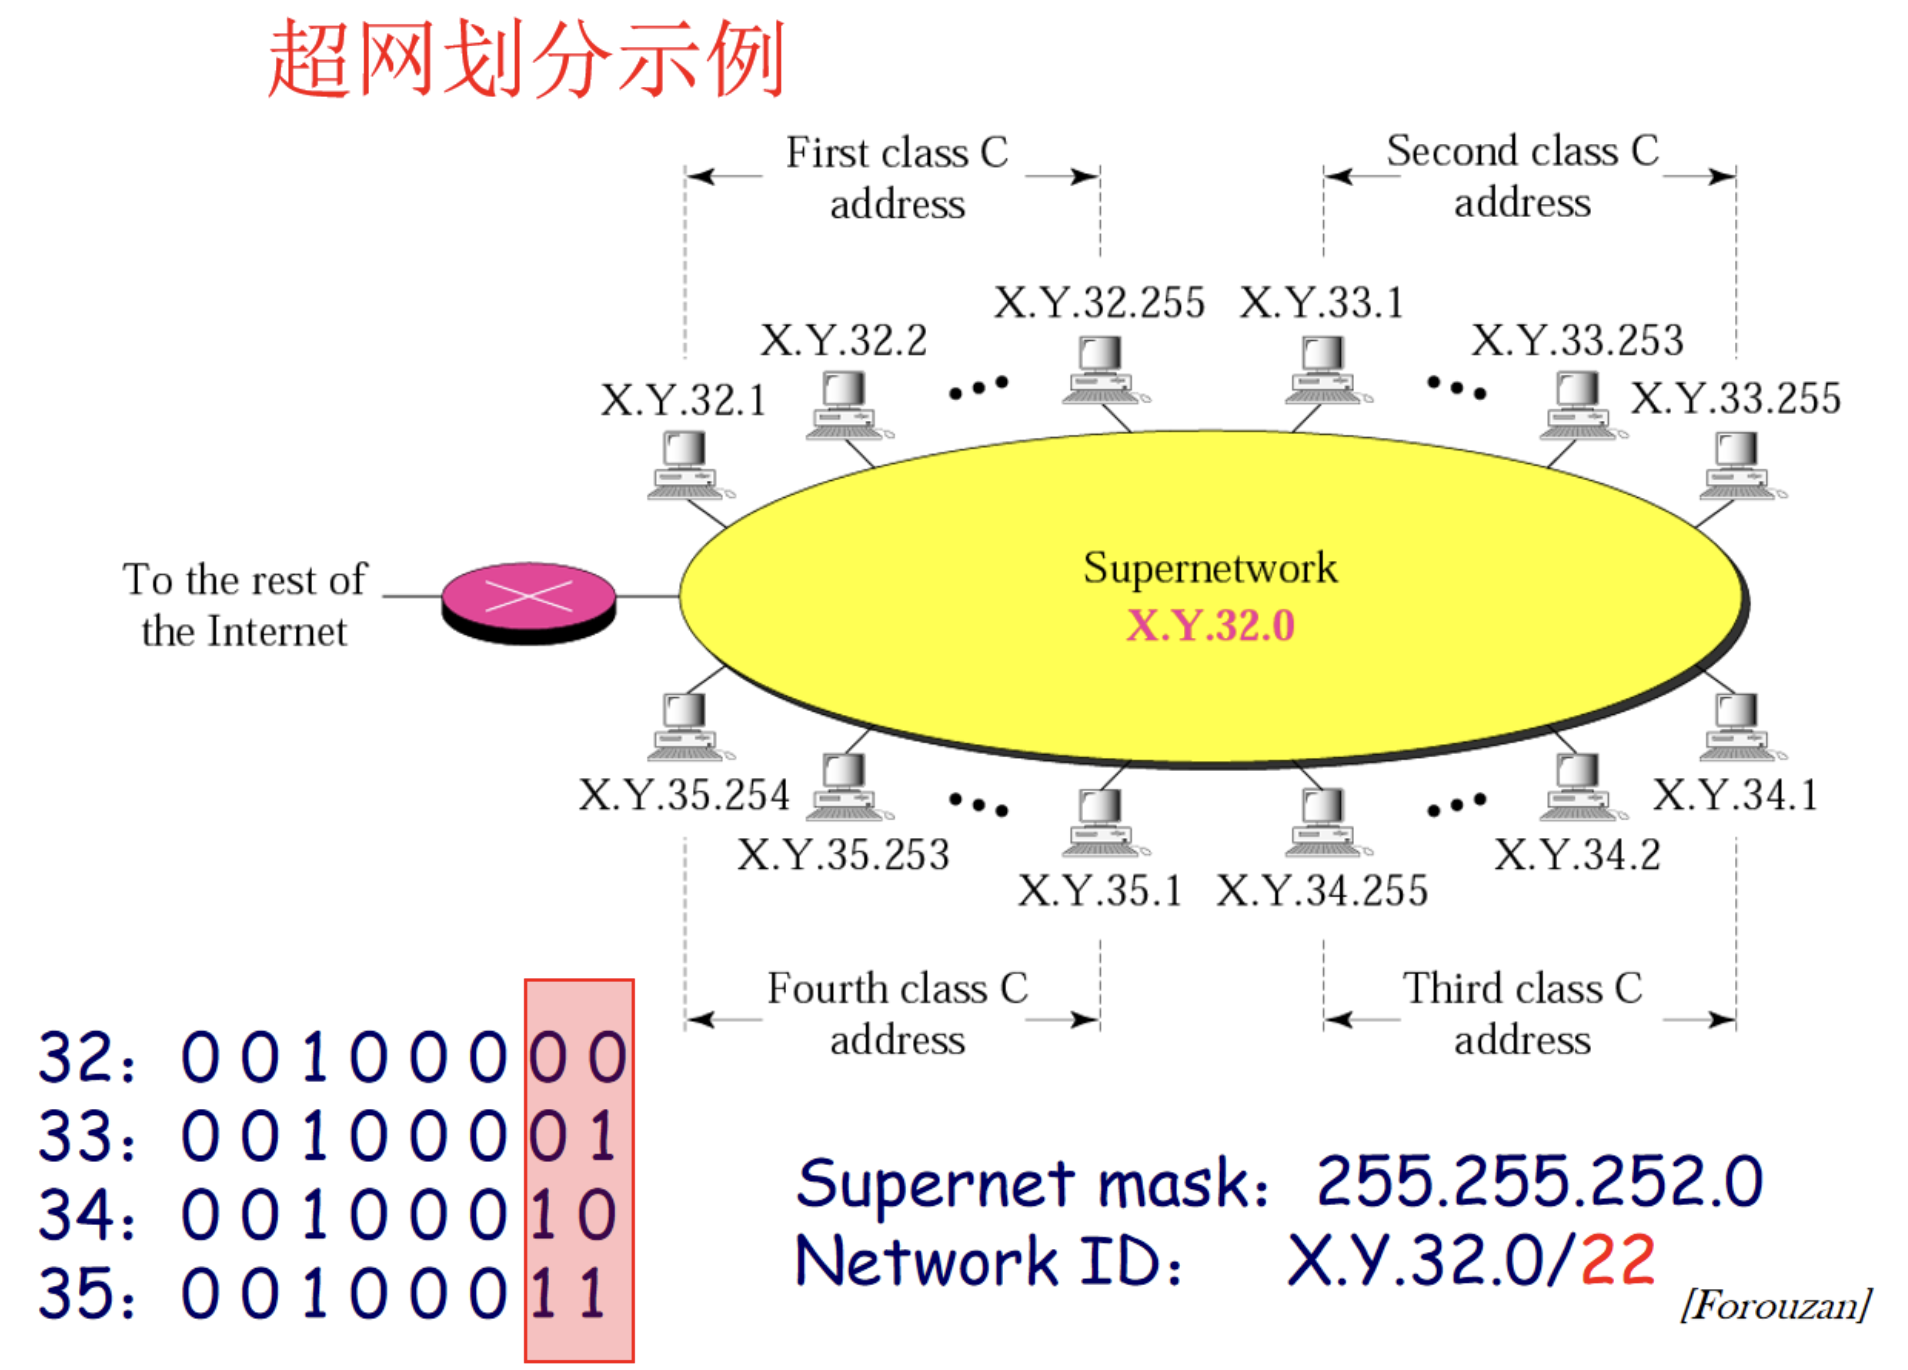 超网划分示例
First class C
address
Second class C
address
X.Y.32.255
X.Y.33.1
X.Y.32.2
X.Y.33.253
X.Y.32.1
X.Y.33.255
To the rest of
the Internet
Supernetwork
X.Y.32.0
X.Y.35.254
X.Y.34.1
X.Y.35.253
X.Y.34.2
X.Y.35.1
X.Y.34.255
Fourth class C
address
Third class C
address
32：0 0 1 0 0 0 0 0
33：0 0 1 0 0 0 0 1
34：0 0 1 0 0 0 1 0
35：0 0 1 0 0 0 1 1
Supernet mask：255.255.252.0
Network ID： X.Y.32.0/22
[Forouzan]